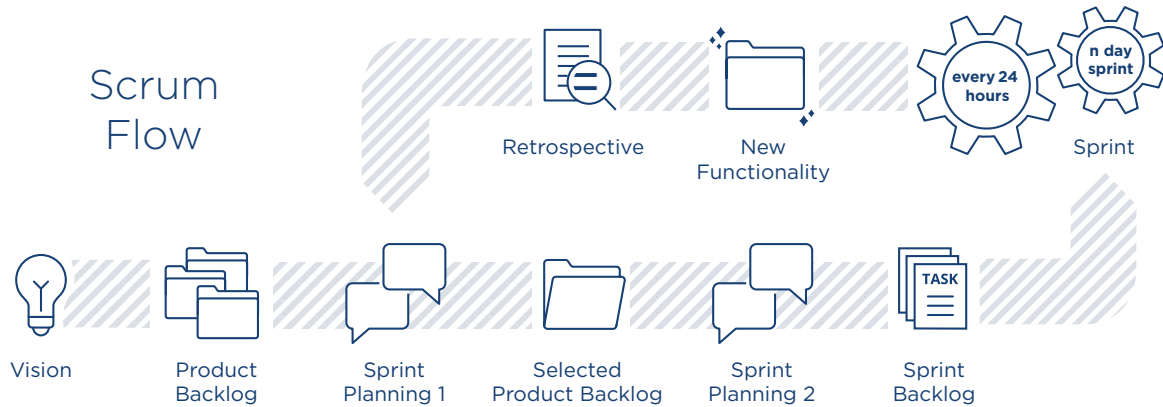 Scrum
Flow
every 24
hours
n day
sprint
Retrospective
New
Functionality
Sprint
TASK
Vision
Product
Backlog
Sprint
Planning 1
Selected
Product Backlog
Sprint
Planning 2
Sprint
Backlog